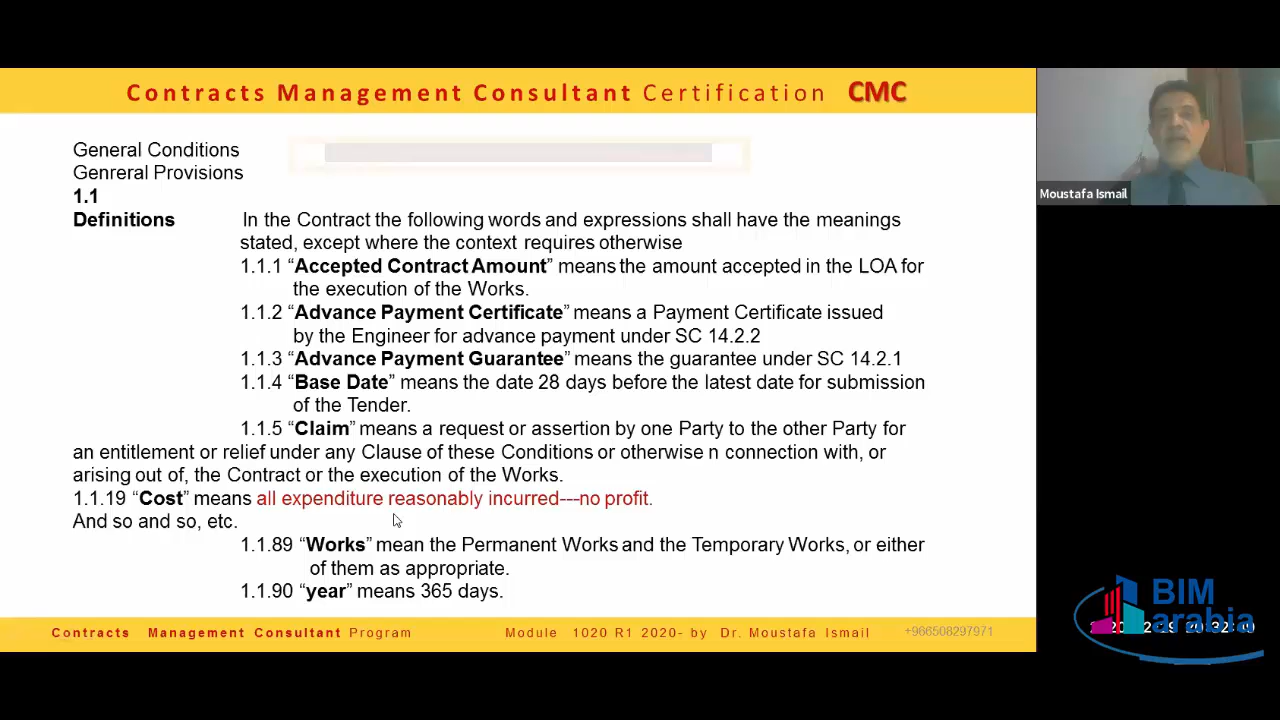 Contracts Management Consultant Certification CMC
General Conditions
Genreral Provisions
1.1
Definitions In the Contract the following words and expressions shall have the meanings
stated, except where the context requires otherwise
1.1.1 “Accepted Contract Amount” means the amount accepted in the LOA for
the execution of the Works.
1.1.2 “Advance Payment Certificate” means a Payment Certificate issued
by the Engineer for advance payment under SC 14.2.2
1.1.3 “Advance Payment Guarantee” means the guarantee under SC 14.2.1
1.1.4 “Base Date” means the date 28 days before the latest date for submission
of the Tender.
1.1.5 “Claim” means a request or assertion by one Party to the other Party for
an entitlement or relief under any Clause of these Conditions or otherwise n connection with, or
arising out of, the Contract or the execution of the Works.
1.1.19 “Cost” means all expenditure reasonably incurred---no profit.
And so and so, etc.
1.1.89 “Works” mean the Permanent Works and the Temporary Works, or either
of them as appropriate.
1.1.90 “year” means 365 days.
Contracts Management Consultant Program Module 1020 R1 2020- by Dr. Moustafa Ismail +966508297971
Moustafa Ismail
BIM
arabia